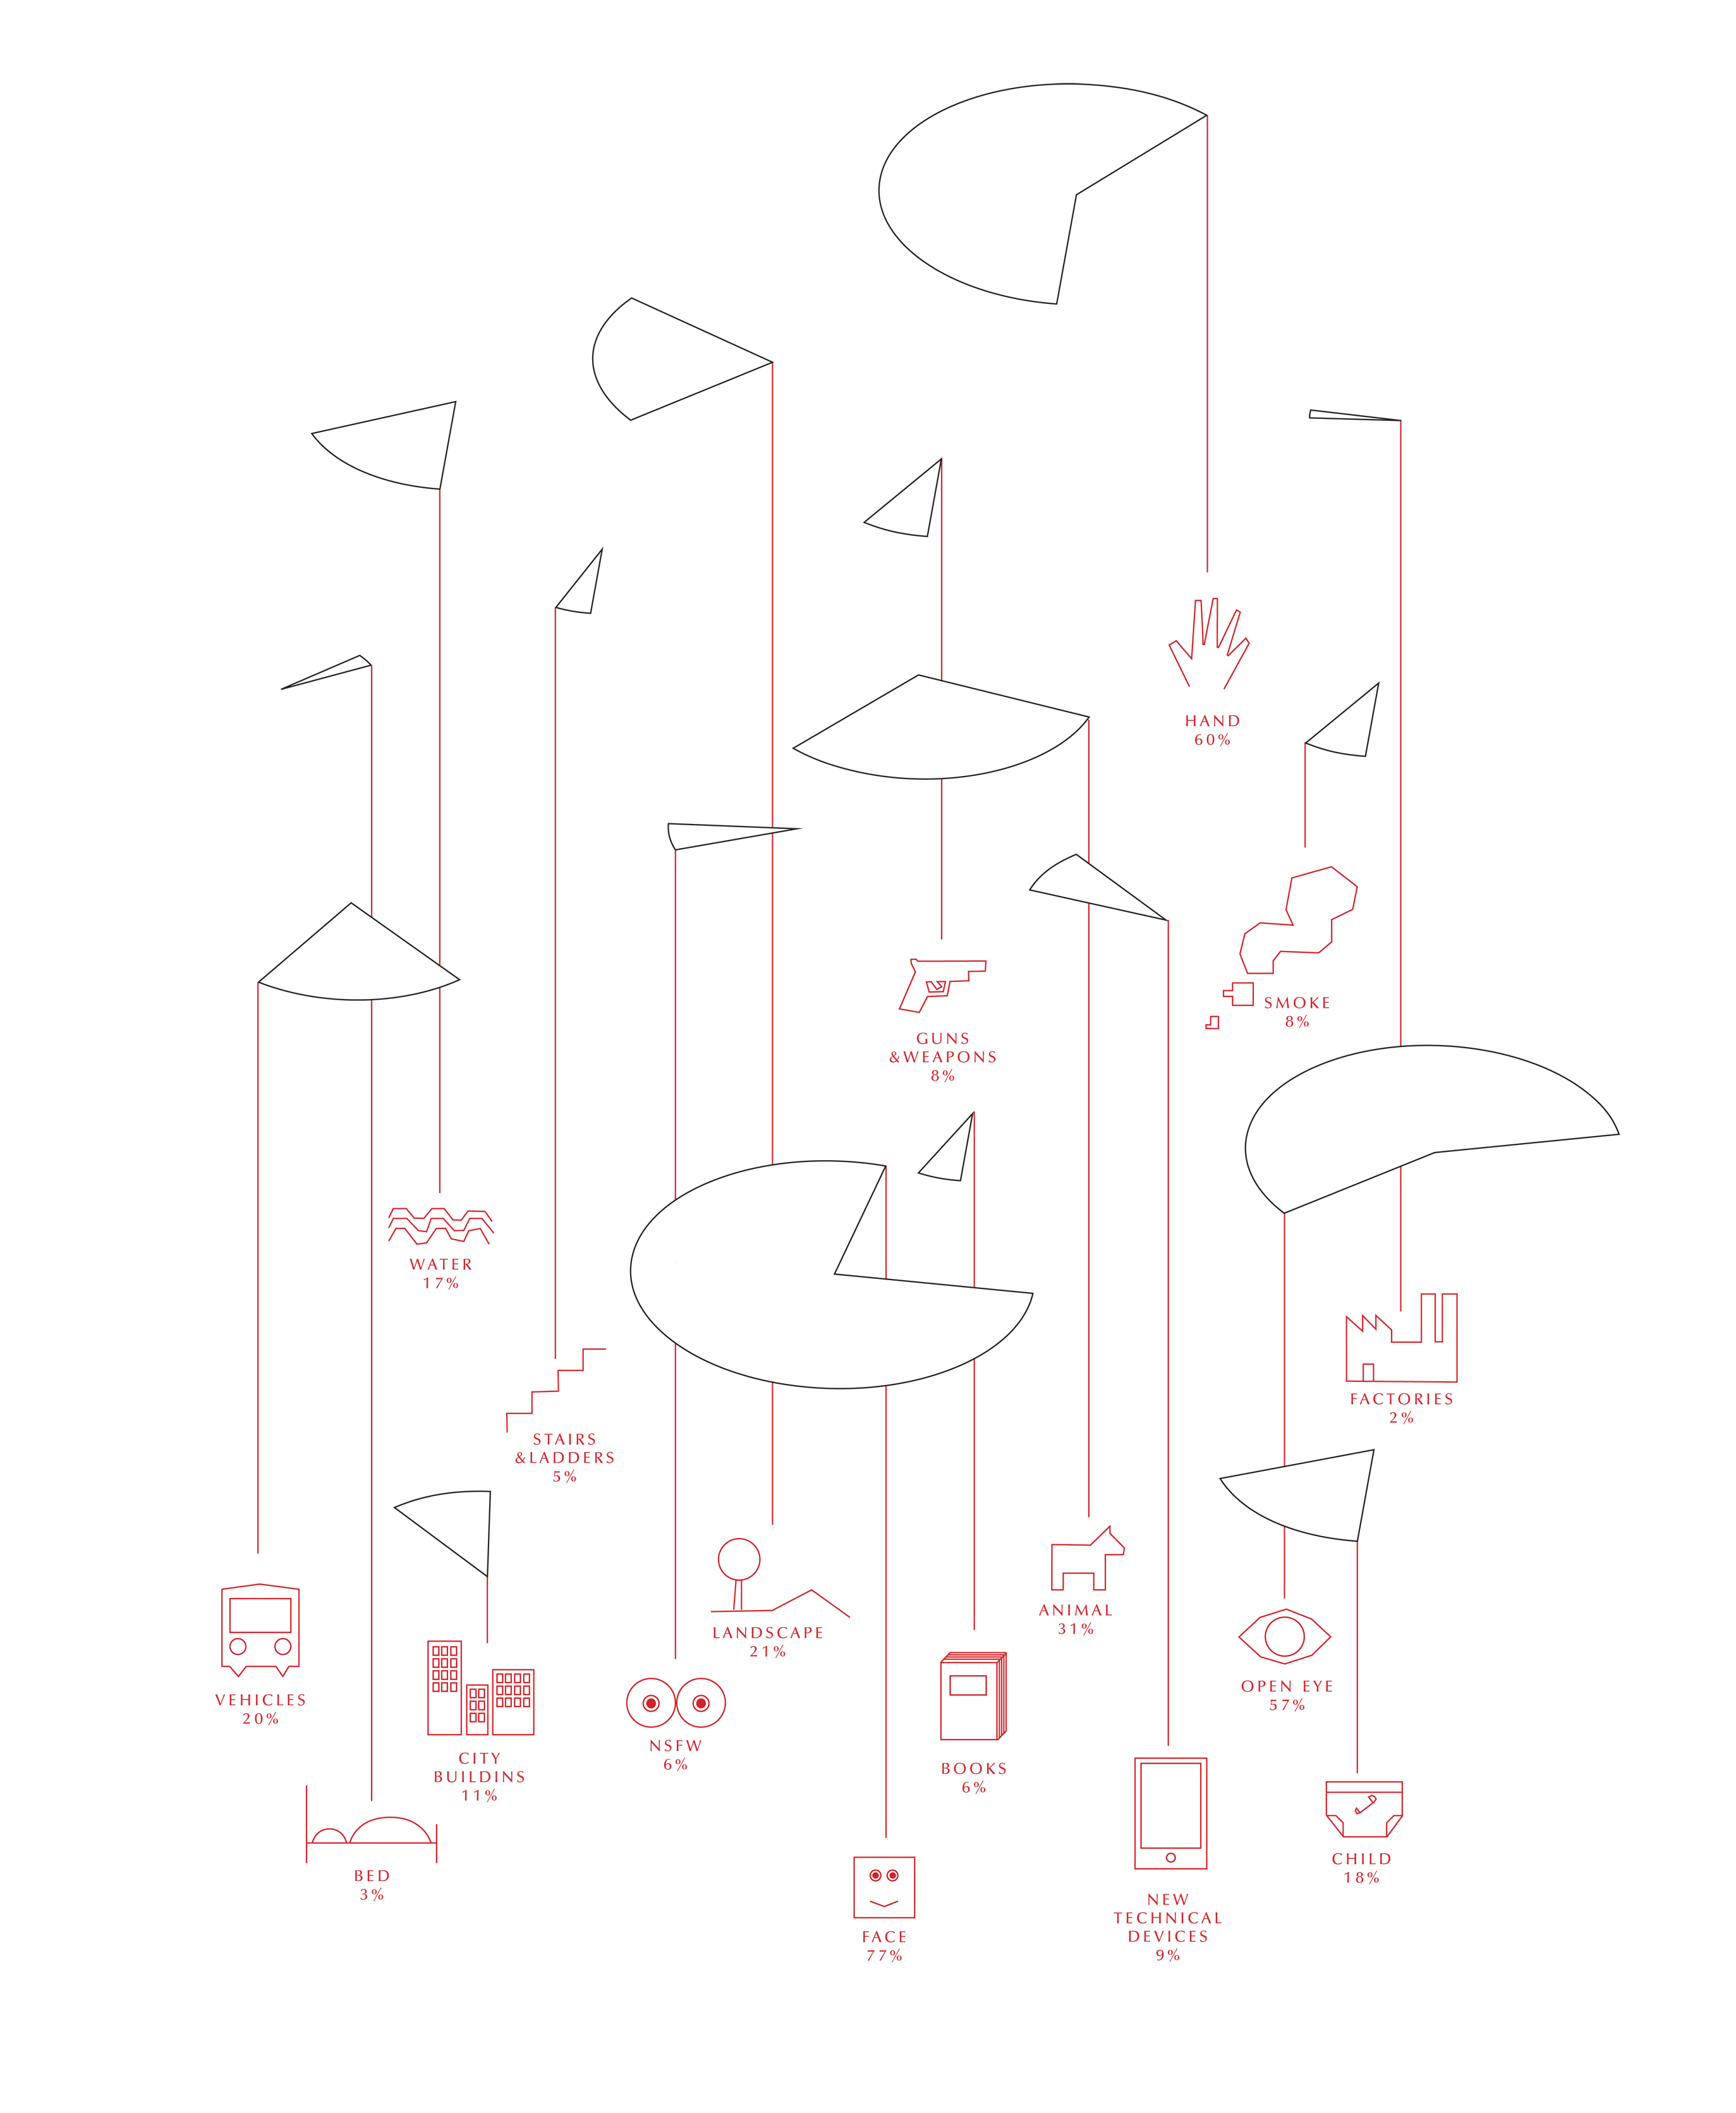 HAND
60%
SMOKE
8%
GUNS
&WEAPONS
8%
WATER
17%
FACTORIES
2%
STAIRS
&LADDERS
5%
ANIMAL
31%
LANDSCAPE
21%
OPEN EYE
57%
VEHICLES
20%
NSFW
6%
CITY
BUILDINS
11%
BOOKS
6%
CHILD
18%
BED
3%
NEW
TECHNICAL
DEVICES
9%
FACE
77%